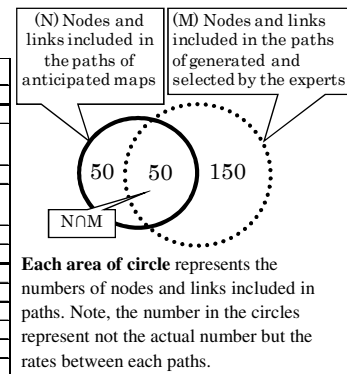 (N) Nodes and
links included in
the paths of
anticipated maps
(M) Nodes and links
included in the paths
of generated and
selected by the experts
50
50
150
N∩M
Each area of circle represents the
numbers of nodes and links included in
paths. Note, the number in the circles
represent not the actual number but the
rates between each paths.